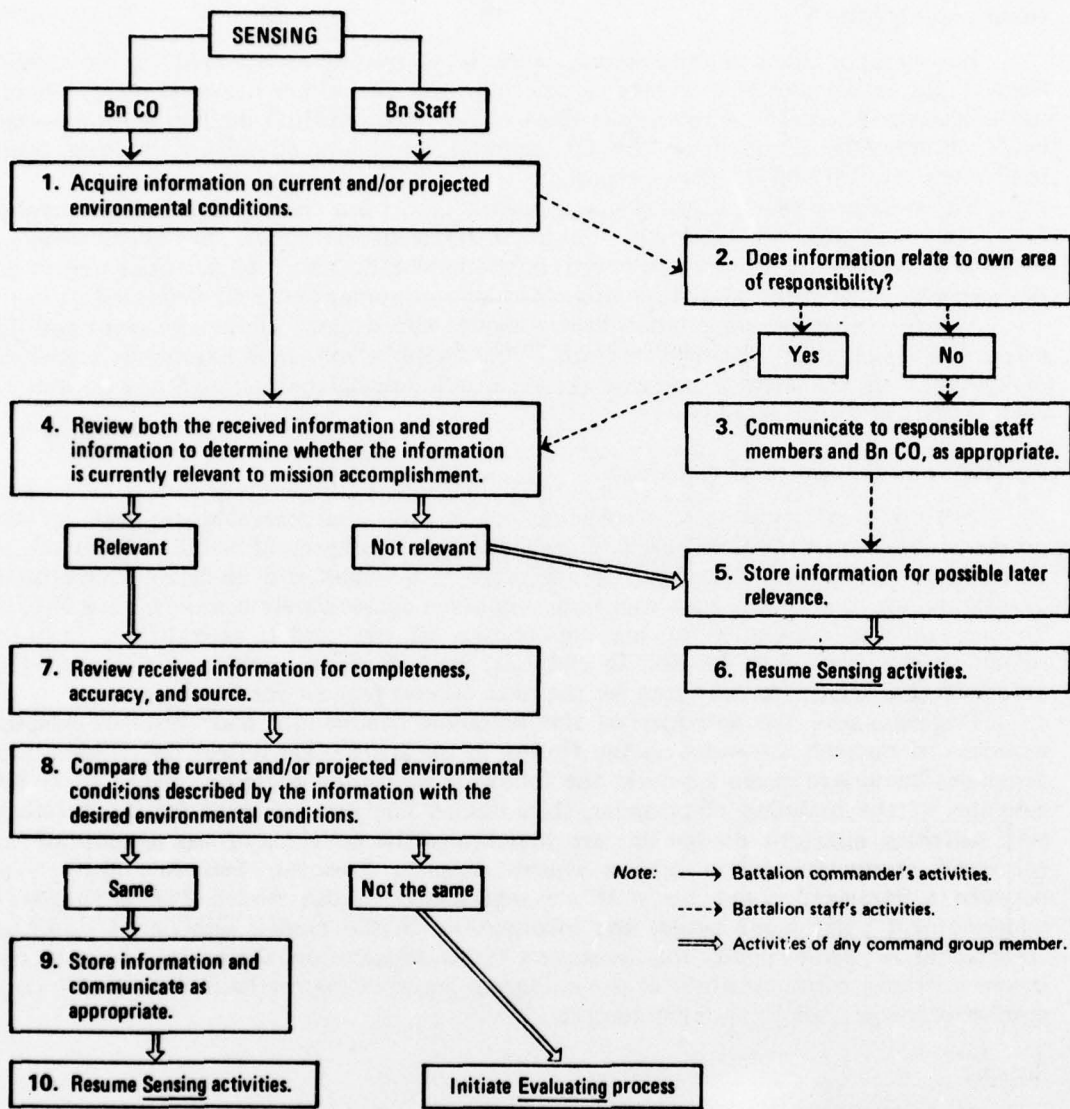 SENSING
Bn CO
Bn Staff
1. Acquire information on current and/or projected
environmental conditions.
2. Does information relate to own area
of responsibility?
Yes
No
3. Communicate to responsible staff
members and Bn CO, as appropriate.
4. Review both the received information and stored
information to determine whether the information
is currently relevant to mission accomplishment.
Relevant
Not relevant
5. Store information for possible later
relevance.
6. Resume Sensing activities.
7. Review received information for completeness,
accuracy, and source.
8. Compare the current and/or projected environmental
conditions described by the information with the
desired environmental conditions.
Same
Not the same
Note: → Battalion commander's activities.
⇢ Battalion staff's activities.
⇒ Activities of any command group member.
9. Store information and
communicate as
appropriate.
10. Resume Sensing activities.
Initiate Evaluating process